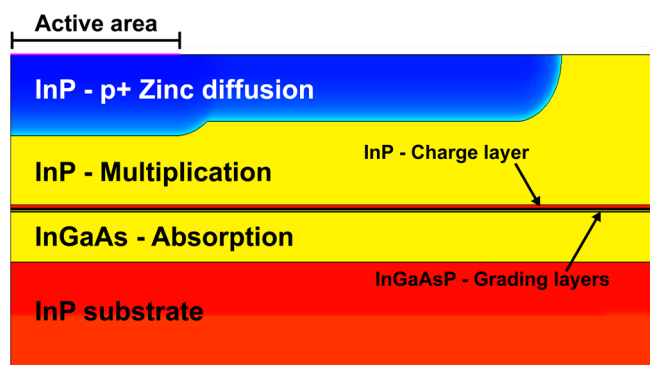 Active area
InP - p+ Zinc diffusion
InP - Charge layer
InP - Multiplication
InGaAs - Absorption
InGaAsP - Grading layers
InP substrate